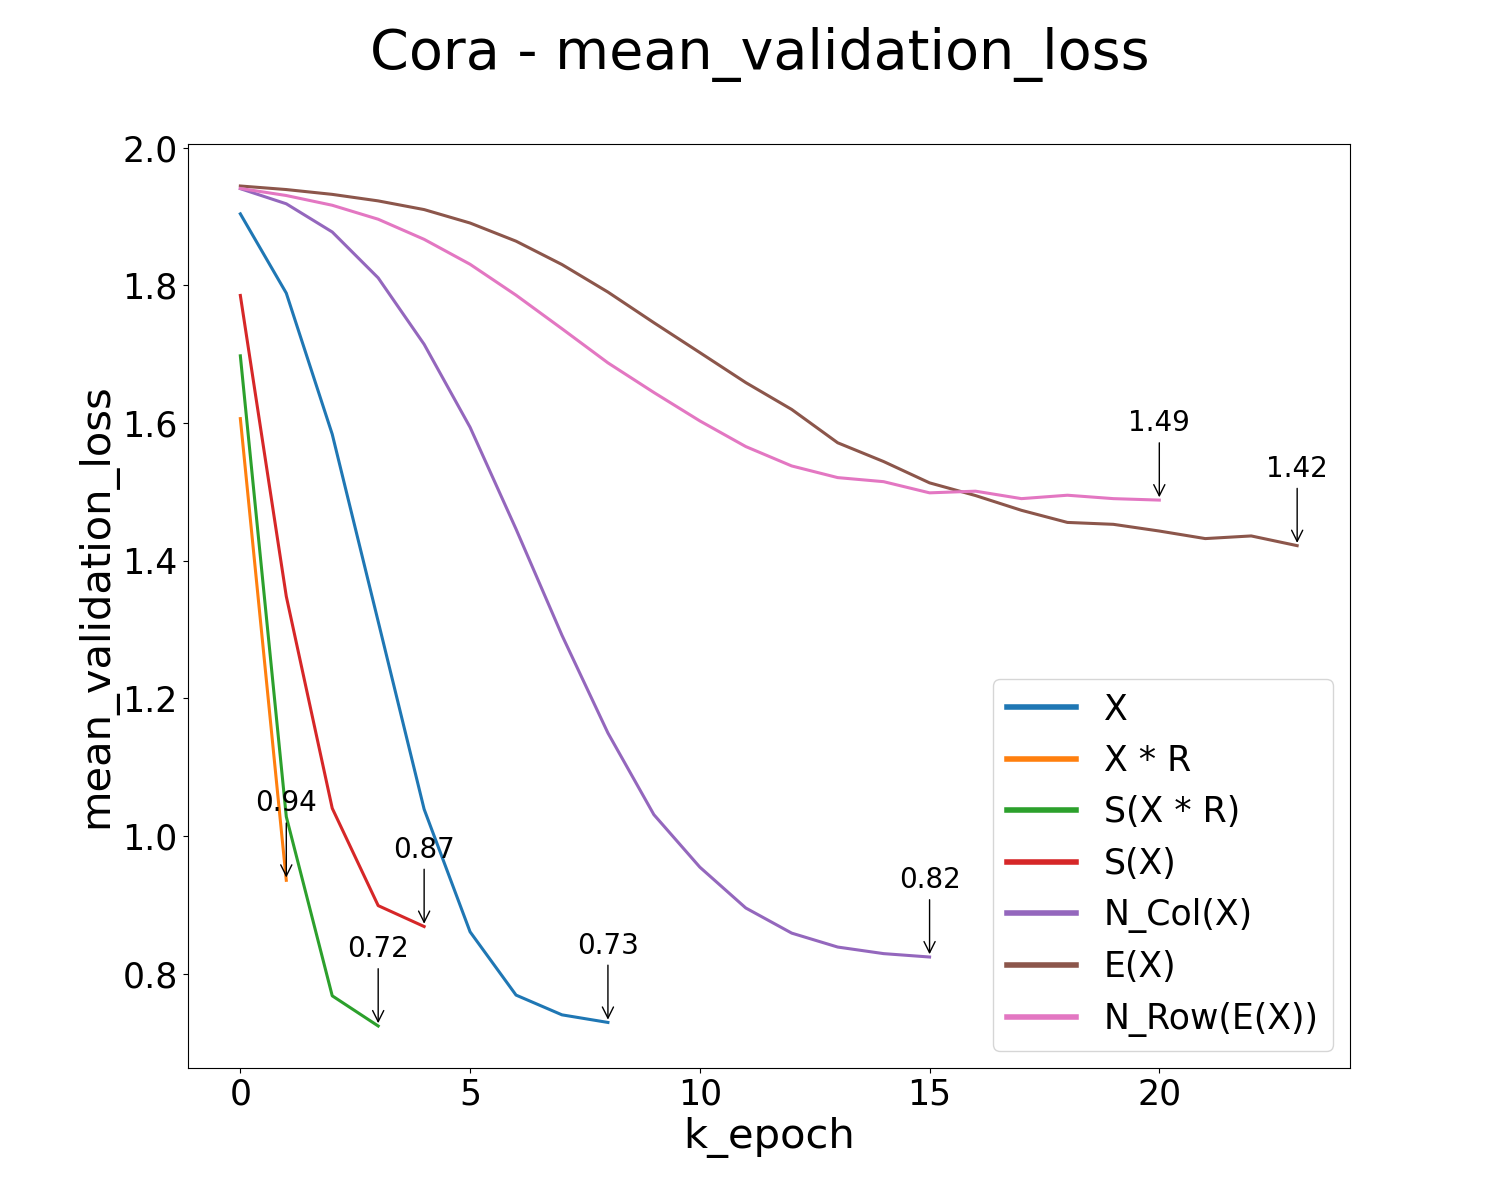 Cora - mean_validation_loss
mean_validation_loss
2.0
1.8
1.6
1.4
1.2
1.0
0.8
1.49
1.42
0.94
0.87
0.82
0.72
0.73
X
X * R
S(X * R)
S(X)
N_Col(X)
E(X)
N_Row(E(X))
0 5 10 15 20
k_epoch